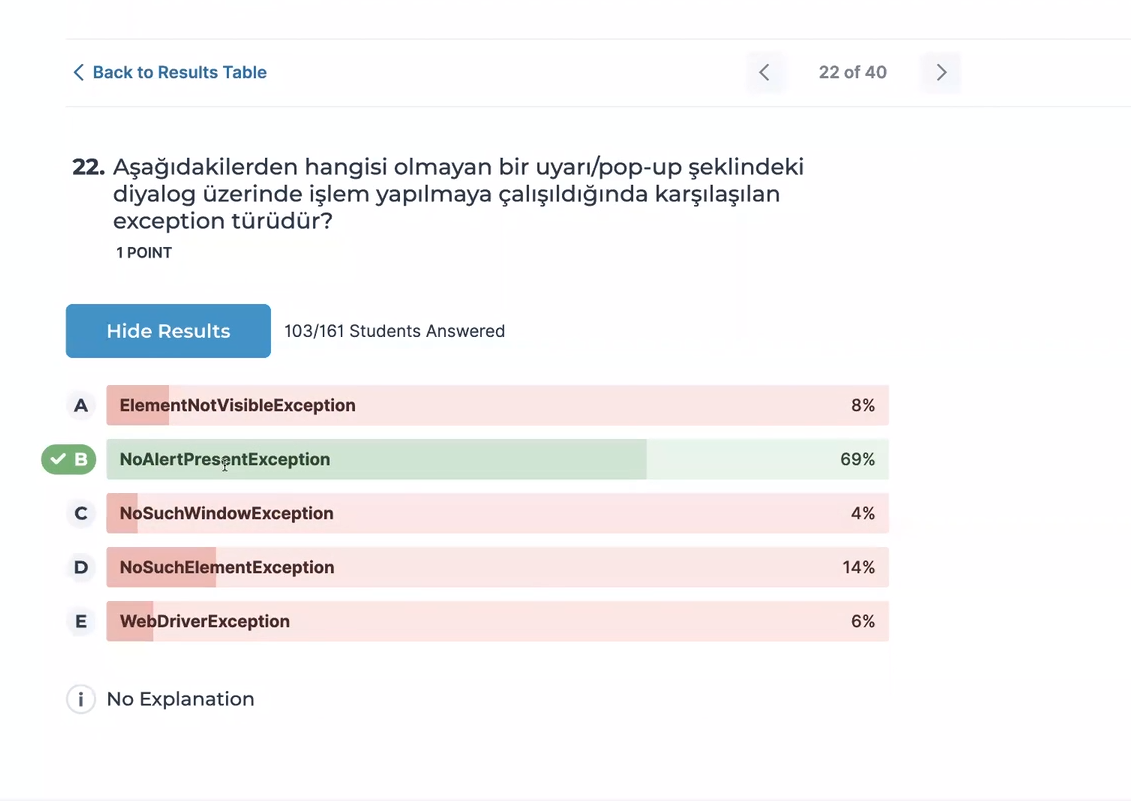 Back to Results Table
22 of 40
22. Aşağıdakilerden hangisi olmayan bir uyarı/pop-up şeklindeki
diyalog üzerinde işlem yapılmaya çalışıldığında karşılaşılan
exception türüdür?
1 POINT
Hide Results 103/161 Students Answered
A ElementNotVisibleException 8%
B NoAlertPresentException 69%
C NoSuchWindowException 4%
D NoSuchElementException 14%
E WebDriverException 6%
i No Explanation